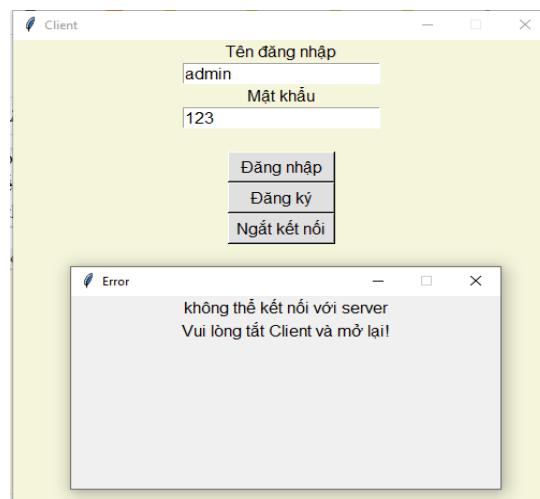 Client
Tên đăng nhập
admin
Mật khẩu
123
Đăng nhập
Đăng ký
Ngắt kết nối
Error
không thể kết nối với server
Vui lòng tắt Client và mở lại!